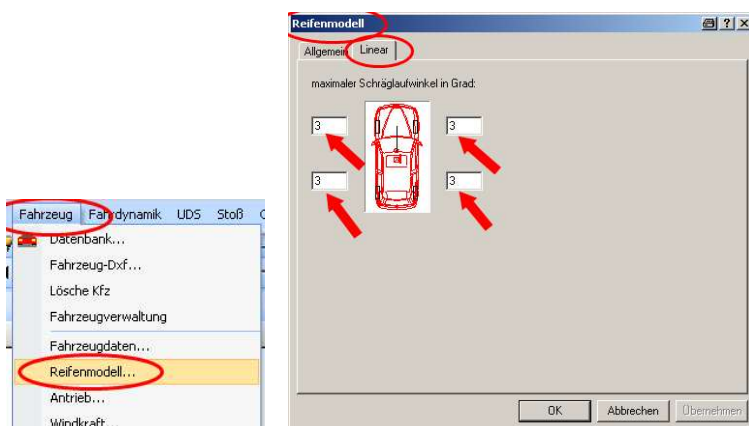 Fahrzeug Fahrdynamik UDS Stoß
Datenbank...
Fahrzeug-Dxf...
Lösche Kfz
Fahrzeugverwaltung
Fahrzeugdaten...
Reifenmodell...
Antrieb...
Windkraft...
Reifenmodell
Allgemein Linear
maximaler Schräglaufwinkel in Grad:
3 3
3 3
OK Abbrechen Übernehmen